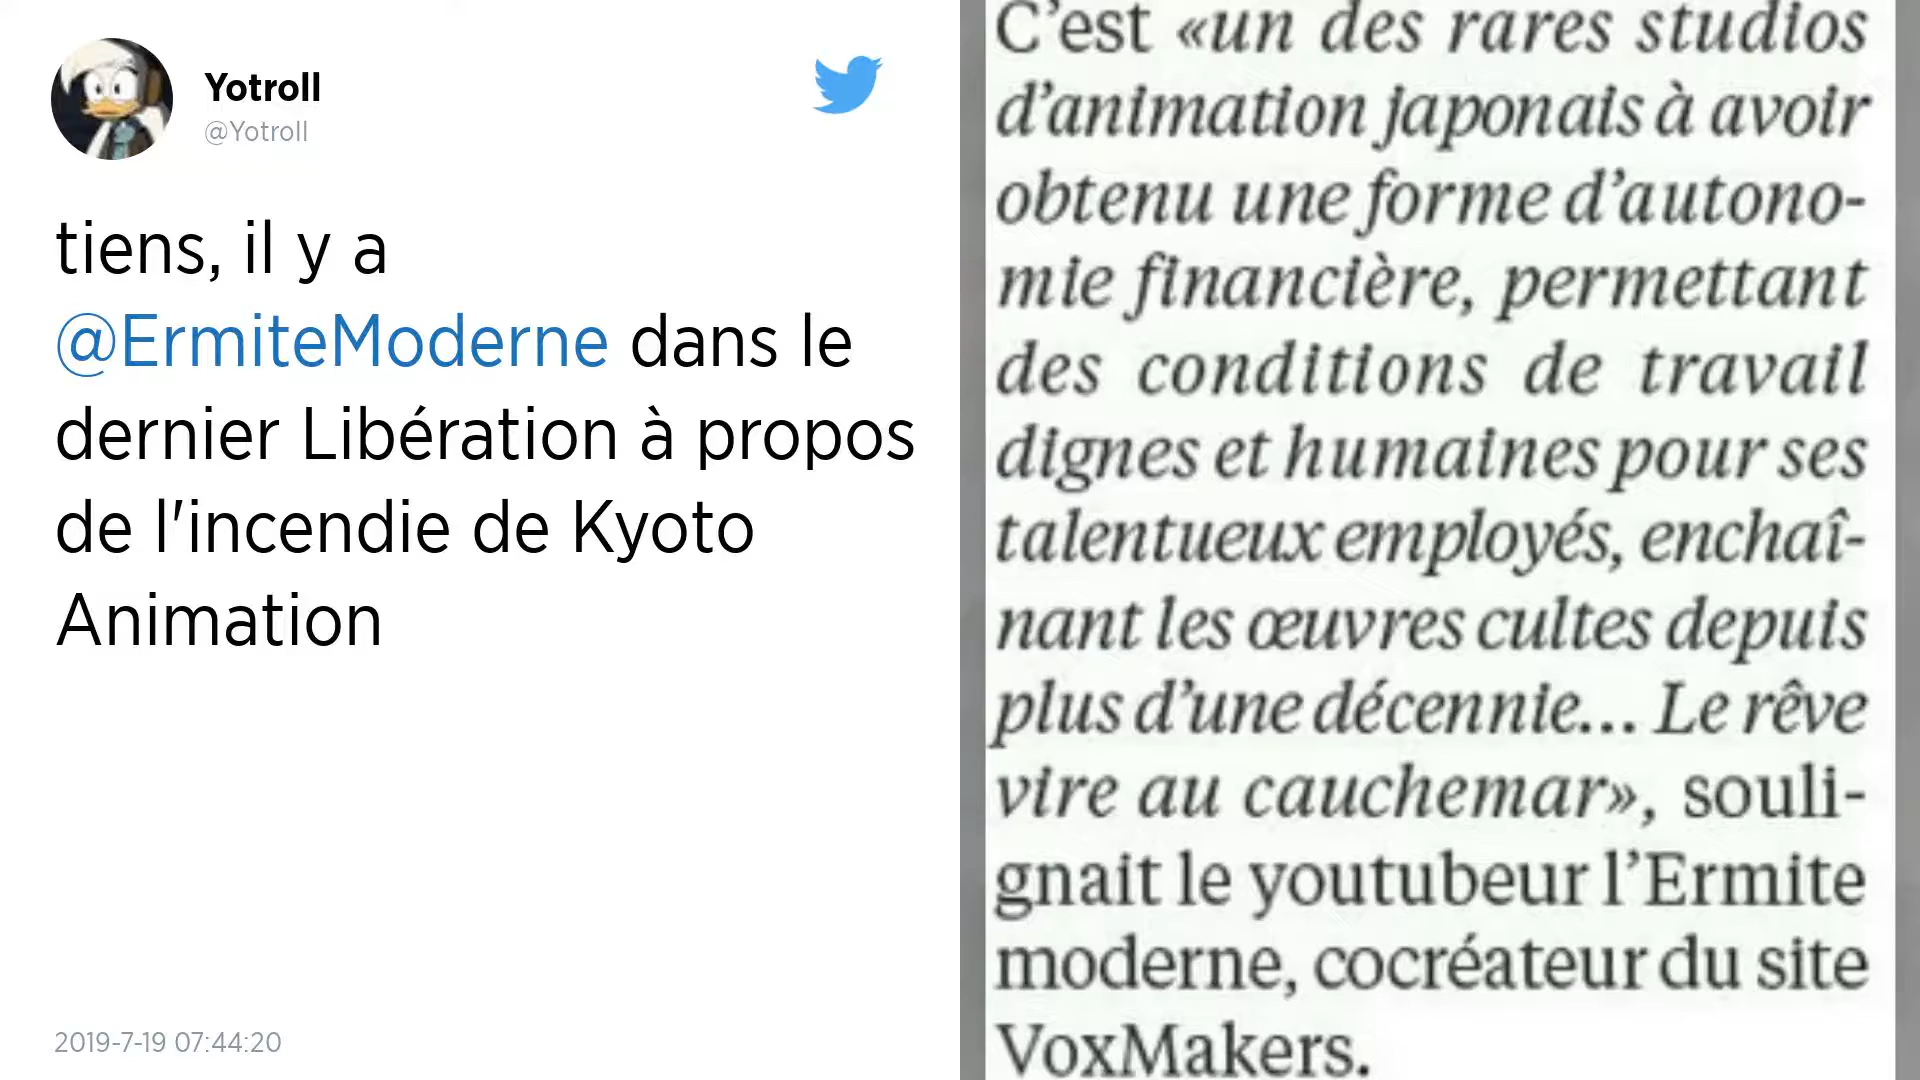 Yotroll
@Yotroll
tiens, il y a
@ErmiteModerne dans le
dernier Libération à propos
de l'incendie de Kyoto
Animation
2019-7-19 07:44:20
C’est «un des rares studios
d’animation japonais à avoir
obtenu une forme d’autono-
mie financière, permettant
des conditions de travail
dignes et humaines pour ses
talentueux employés, enchaî-
nant les œuvres cultes depuis
plus d’une décennie... Le rêve
vire au cauchemar», souli-
gnait le youtubeur l’Ermite
moderne, cocréateur du site
VoxMakers.